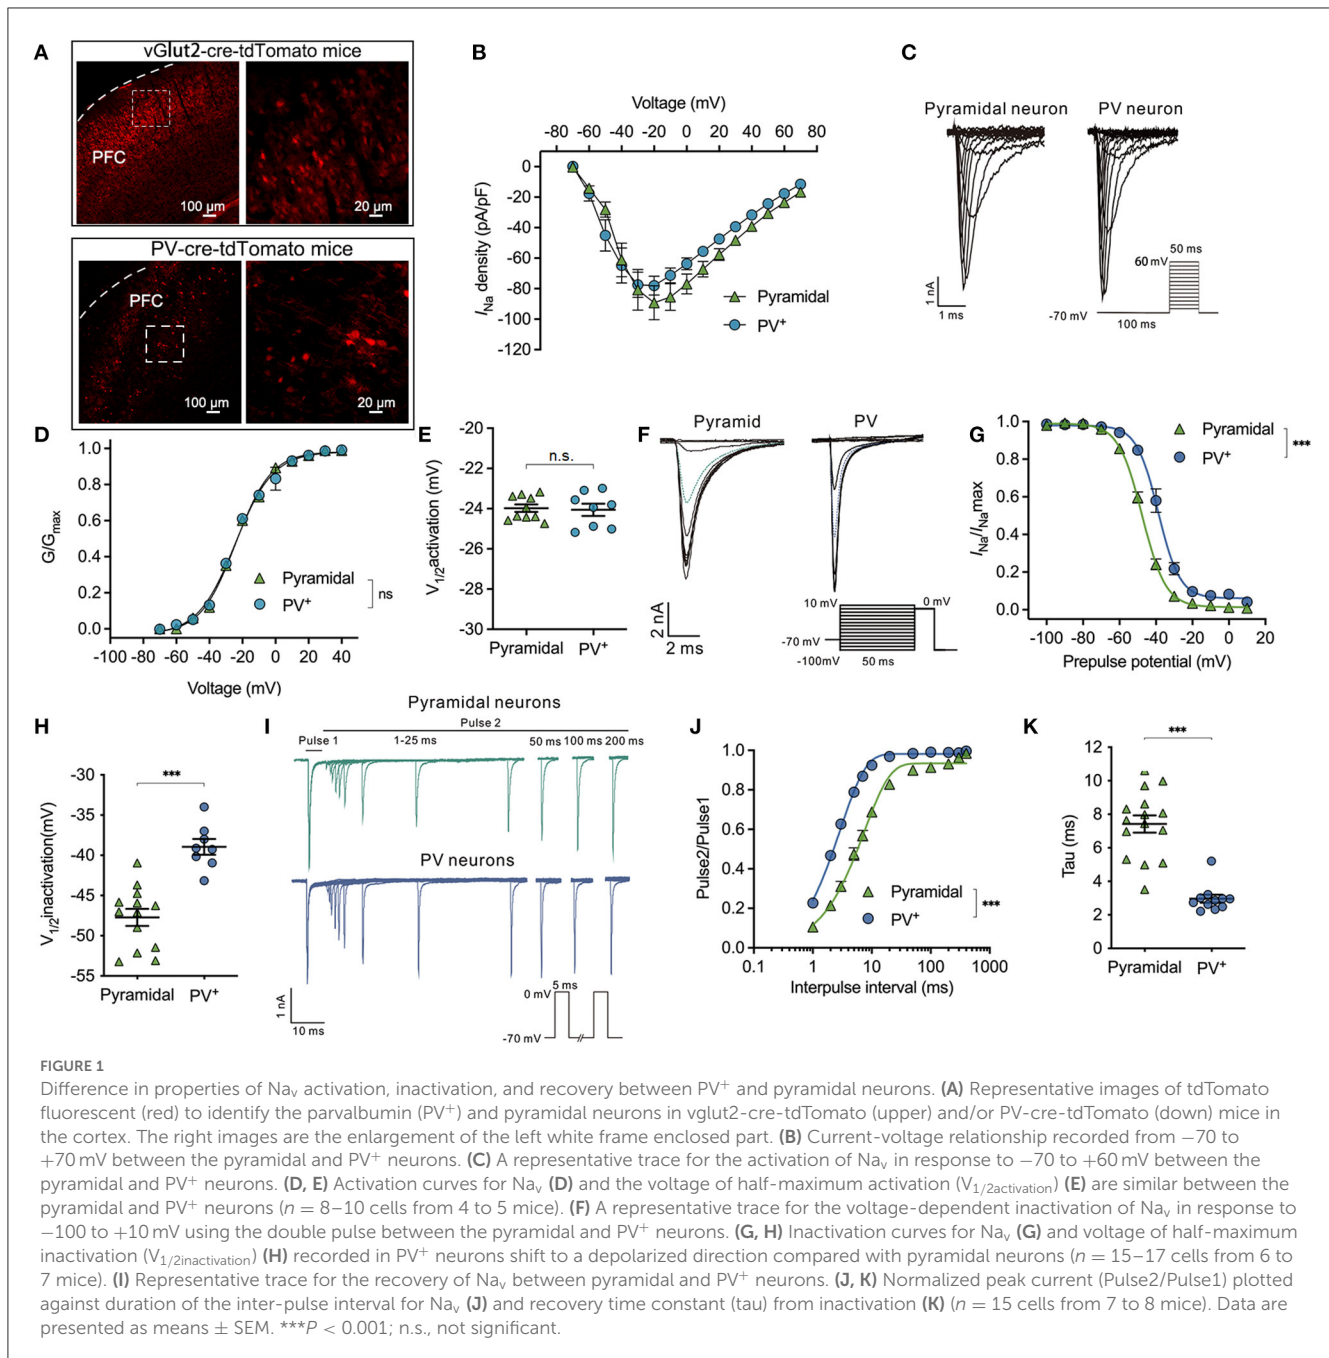 A
vGlut2-cre-tdTomato mice
PFC
100 µm
20 µm
PV-cre-tdTomato mice
PFC
100 µm
20 µm
B
Voltage (mV)
-80 -60 -40 -20 0 20 40 60 80
0
-20
-40
-60
-80
-100
-120
INa density (pA/pF)
Pyramidal
PV+
C
Pyramidal neuron
PV neuron
1 nA
1 ms
60 mV
50 ms
-70 mV
100 ms
D
1.0
0.8
0.6
0.4
0.2
0.0
G/Gmax
Pyramidal
PV+
ns
-100 -80 -60 -40 -20 0 20 40
Voltage (mV)
E
-20
-22
-24
-26
-28
-30
V1/2activation (mV)
n.s.
Pyramidal PV+
F
Pyramid
PV
2 nA
2 ms
10 mV
0 mV
-70 mV
-100mV
50 ms
G
1.0
0.8
0.6
0.4
0.2
0.0
INa/INamax
Pyramidal
PV+
***
-100 -80 -60 -40 -20 0 20
Prepulse potential (mV)
H
-30
-35
-40
-45
-50
-55
V1/2inactivation(mV)
***
Pyramidal PV+
I
Pyramidal neurons
Pulse 2
Pulse 1
1-25 ms
50 ms 100 ms 200 ms
PV neurons
1 nA
10 ms
0 mV
5 ms
-70 mV
J
1.0
0.8
0.6
0.4
0.2
0.0
Pulse2/Pulse1
Pyramidal
PV+
***
0.1 1 10 100 1000
Interpulse interval (ms)
K
12
10
8
6
4
2
0
Tau (ms)
***
Pyramidal PV+
FIGURE 1
Difference in properties of Nav activation, inactivation, and recovery between PV+ and pyramidal neurons. (A) Representative images of tdTomato
fluorescent (red) to identify the parvalbumin (PV+) and pyramidal neurons in vglut2-cre-tdTomato (upper) and/or PV-cre-tdTomato (down) mice in
the cortex. The right images are the enlargement of the left white frame enclosed part. (B) Current-voltage relationship recorded from −70 to
+70 mV between the pyramidal and PV+ neurons. (C) A representative trace for the activation of Nav in response to −70 to +60 mV between the
pyramidal and PV+ neurons. (D, E) Activation curves for Nav (D) and the voltage of half-maximum activation (V1/2activation) (E) are similar between the
pyramidal and PV+ neurons (n = 8–10 cells from 4 to 5 mice). (F) A representative trace for the voltage-dependent inactivation of Nav in response to
−100 to +10 mV using the double pulse between the pyramidal and PV+ neurons. (G, H) Inactivation curves for Nav (G) and voltage of half-maximum
inactivation (V1/2inactivation) (H) recorded in PV+ neurons shift to a depolarized direction compared with pyramidal neurons (n = 15–17 cells from 6 to
7 mice). (I) Representative trace for the recovery of Nav between pyramidal and PV+ neurons. (J, K) Normalized peak current (Pulse2/Pulse1) plotted
against duration of the inter-pulse interval for Nav (J) and recovery time constant (tau) from inactivation (K) (n = 15 cells from 7 to 8 mice). Data are
presented as means ± SEM. ***P < 0.001; n.s., not significant.